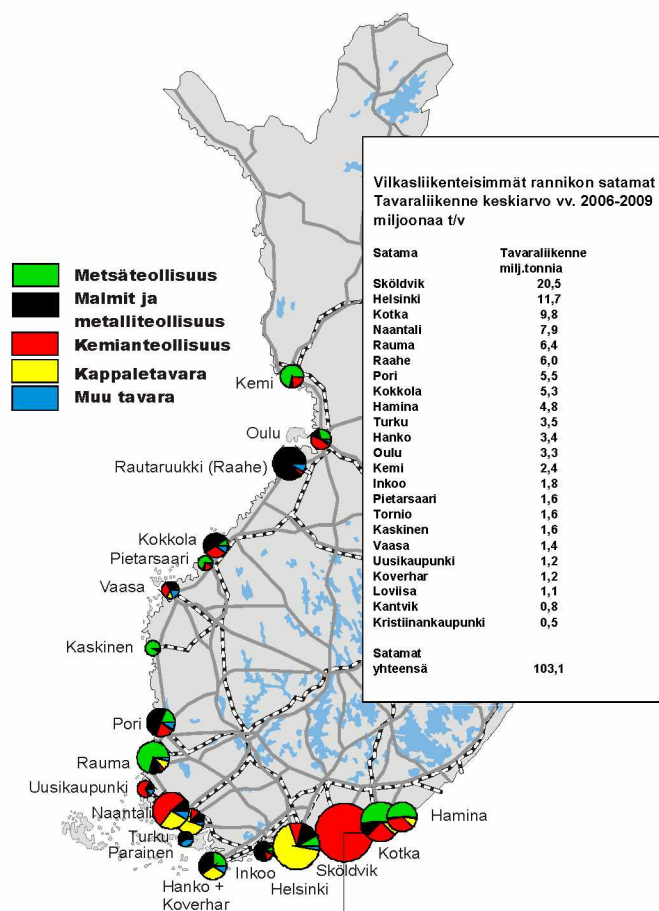 Vilkasliikenteisimmät rannikon satamat
Tavaraliikenne keskiarvo vv. 2006-2009
miljoonaa t/v
Satama Tavaraliikenne
milj.tonnia
Sköldvik 20,5
Helsinki 11,7
Kotka 9,8
Naantali 7,9
Rauma 6,4
Raahe 6,0
Pori 5,5
Kokkola 5,3
Hamina 4,8
Turku 3,5
Hanko 3,4
Oulu 3,3
Kemi 2,4
Inkoo 1,8
Pietarsaari 1,6
Tornio 1,6
Kaskinen 1,6
Vaasa 1,4
Uusikaupunki 1,2
Koverhar 1,2
Loviisa 1,1
Kantvik 0,8
Kristiinankaupunki 0,5
Satamat
yhteensä 103,1
Metsäteollisuus
Malmit ja
metalliteollisuus
Kemianteollisuus
Kappaletavara
Muu tavara
Kemi
Oulu
Rautaruukki (Raahe)
Kokkola
Pietarsaari
Vaasa
Kaskinen
Pori
Rauma
Uusikaupunki
Naantali
Turku
Parainen
Hanko +
Koverhar
Inkoo
Helsinki
Sköldvik
Kotka
Hamina